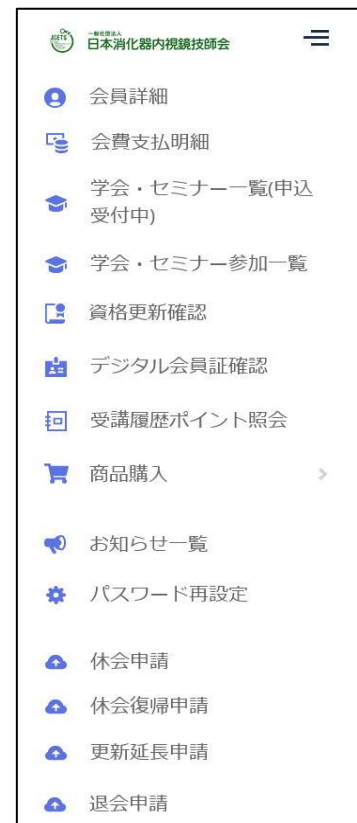 JGETS
一般社団法人
日本消化器内視鏡技師会
会員詳細
会費支払明細
学会・セミナー一覧(申込
受付中)
学会・セミナー参加一覧
資格更新確認
デジタル会員証確認
受講履歴ポイント照会
商品購入
お知らせ一覧
パスワード再設定
休会申請
休会復帰申請
更新延長申請
退会申請